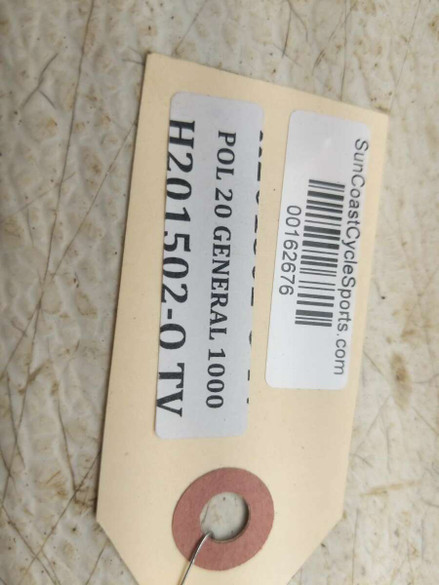 SunCoastCycleSports.com
00162676
POL 20 GENERAL 1000
H201502-O TV